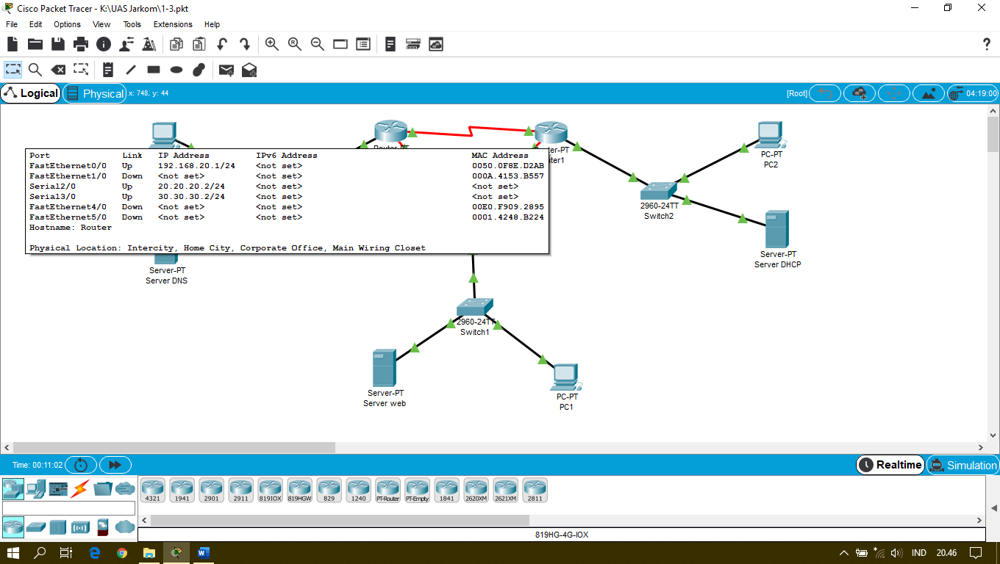 Cisco Packet Tracer - K:\UAS Jarkom\1-3.pkt
File Edit Options View Tools Extensions Help
Logical Physical x: 748, y: 44 [Root] 04:19:00
Port Link IP Address IPv6 Address MAC Address
FastEthernet0/0 Up 192.168.20.1/24 <not set> 0050.0F8E.D2AB
FastEthernet1/0 Down <not set> <not set> 000A.4153.B557
Serial2/0 Up 20.20.20.2/24 <not set> <not set>
Serial3/0 Up 30.30.30.2/24 <not set> <not set>
FastEthernet4/0 Down <not set> <not set> 00E0.F909.2895
FastEthernet5/0 Down <not set> <not set> 0001.4248.B224
Hostname: Router
Physical Location: Intercity, Home City, Corporate Office, Main Wiring Closet
PC-PT
PC2
2960-24TT
Switch2
Server-PT
Server DHCP
Server-PT
Server DNS
2960-24TT
Switch1
Server-PT
Server web
PC-PT
PC1
Time: 00:11:02 Realtime Simulation
4321 1941 2901 2911 819IOX 819HGW 829 1240 PT-Router PT-Empty 1841 2620XM 2621XM 2811
819HG-4G-IOX
IND 20.46